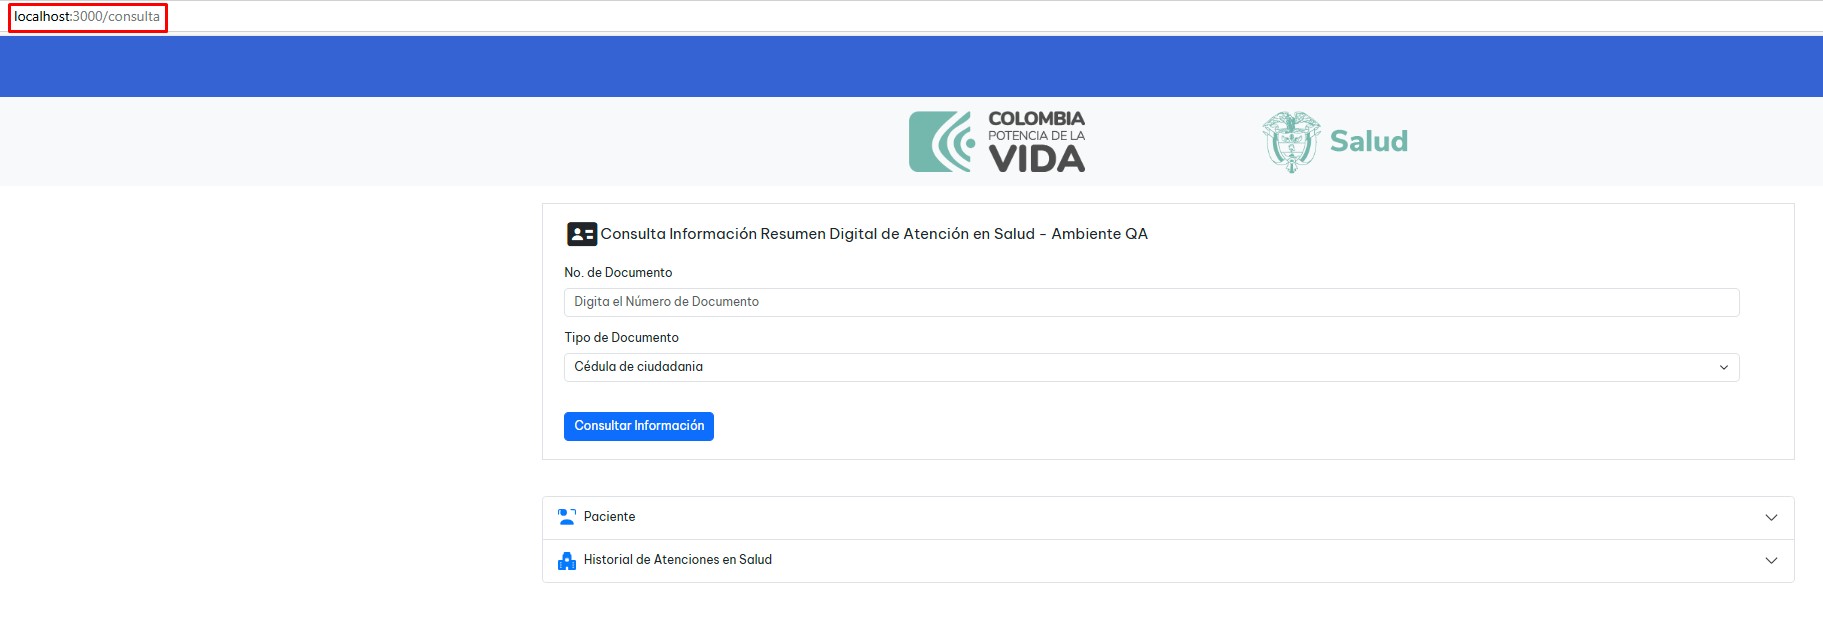 localhost:3000/consulta
COLOMBIA
POTENCIA DE LA
VIDA
Salud
Consulta Información Resumen Digital de Atención en Salud - Ambiente QA
No. de Documento
Digita el Número de Documento
Tipo de Documento
Cédula de ciudadania
Consultar Información
Paciente
Historial de Atenciones en Salud